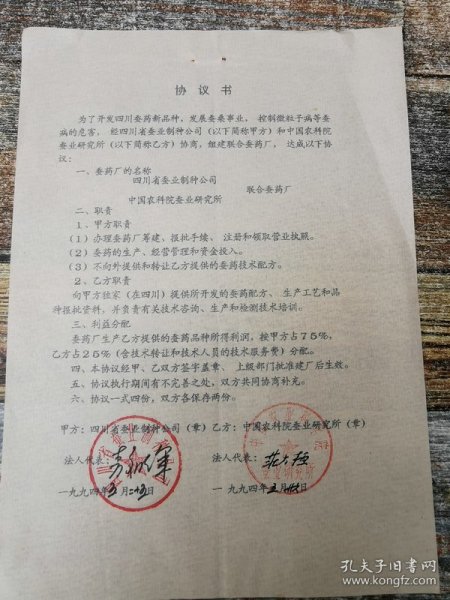 协议书
为了开发四川蚕药新品种，发展蚕桑事业，控制微粒子病等蚕
病的危害，经四川省蚕业制种公司（以下简称甲方）和中国农科院
蚕业研究所（以下简称乙方）协商，组建联合蚕药厂，达成以下协
议：
一、蚕药厂的名称
四川省蚕业制种公司
联合蚕药厂
中国农科院蚕业研究所
二、职责
1、甲方职责
（1）办理蚕药厂筹建、报批手续、注册和领取营业执照。
（2）蚕药的生产、经营管理和资金投入。
（3）不向外提供和转让乙方提供的蚕药技术配方。
2、乙方职责
向甲方独家（在四川）提供所开发的蚕药配方、生产工艺和品
种报批资料，并负责有关技术咨询、生产和检测技术培训。
三、利益分配
蚕药厂生产乙方提供的蚕药品种所得利润，按甲方占75%，
乙方占25%（含技术转让和技术人员的技术服务费）分配。
四、本协议经甲、乙双方签字盖章、上级部门批准建厂后生效。
五、协议执行期间有不完善之处，双方共同协商补充。
六、协议一式四份，双方各保存两份。
甲方：四川省蚕业制种公司（章）乙方：中国农科院蚕业研究所（章）
法人代表：
法人代表：
一九九四年 月 日
一九九四年 月 日
孔夫子旧书网
www.kongfz.com